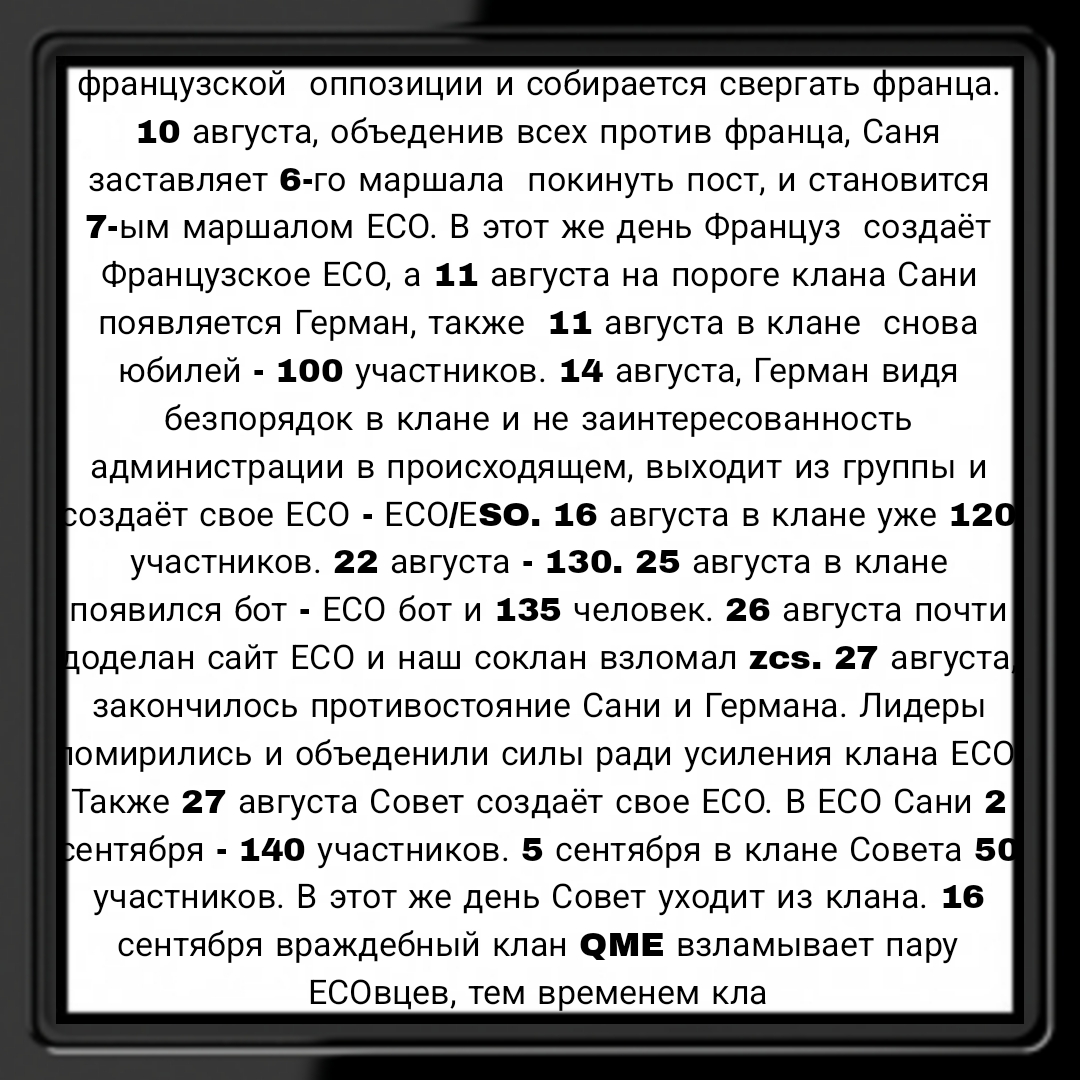 французской  оппозиции и собирается свергать франца.
10 августа, объеденив всех против франца, Саня
заставляет 6-го маршала  покинуть пост, и становится
7-ым маршалом ЕСО. В этот же день Француз  создаёт
Французское ЕСО, а 11 августа на пороге клана Сани
появляется Герман, также  11 августа в клане  снова
юбилей - 100 участников. 14 августа, Герман видя
безпорядок в клане и не заинтересованность
администрации в происходящем, выходит из группы и
создаёт свое ЕСО - ЕСО/ЕSO. 16 августа в клане уже 120
участников. 22 августа - 130. 25 августа в клане
появился бот - ЕСО бот и 135 человек. 26 августа почти
доделан сайт ЕСО и наш соклан взломал zcs. 27 августа,
закончилось противостояние Сани и Германа. Лидеры
помирились и объеденили силы ради усиления клана ЕСО
Также 27 августа Совет создаёт свое ЕСО. В ЕСО Сани 2
сентября - 140 участников. 5 сентября в клане Совета 50
участников. В этот же день Совет уходит из клана. 16
сентября враждебный клан QME взламывает пару
ЕСОвцев, тем временем кла